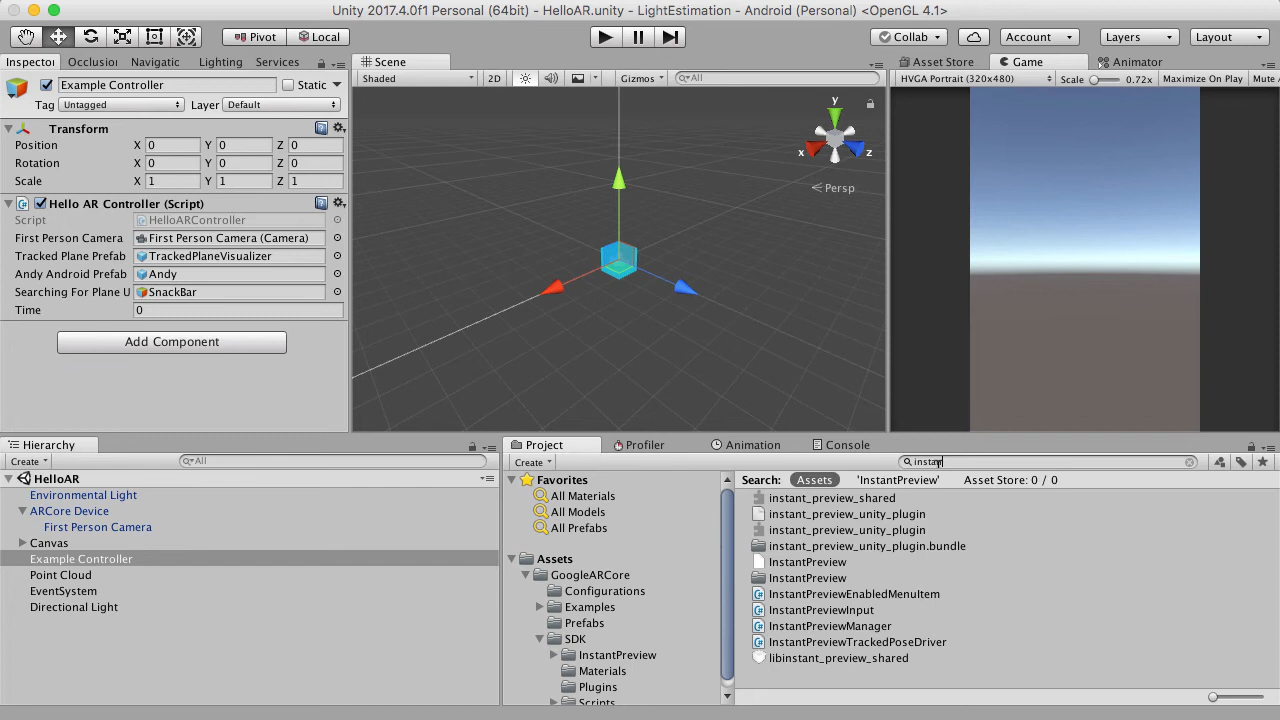 Unity 2017.4.0f1 Personal (64bit) - HelloAR.unity - LightEstimation - Android (Personal) <OpenGL 4.1>
Pivot Local Collab Account Layers Layout
Inspector Occlusion Navigatic Lighting Services
Example Controller Static
Tag Untagged Layer Default
Transform
Position X 0 Y 0 Z 0
Rotation X 0 Y 0 Z 0
Scale X 1 Y 1 Z 1
Hello AR Controller (Script)
Script HelloARController
First Person Camera First Person Camera (Camera)
Tracked Plane Prefab TrackedPlaneVisualizer
Andy Android Prefab Andy
Searching For Plane U SnackBar
Time 0
Add Component
Scene
Shaded 2D Gizmos All
y
x z
Persp
Asset Store Game Animator
HVGA Portrait (320x480) Scale 0.72x Maximize On Play Mute
Hierarchy
Create All
HelloAR
Environmental Light
ARCore Device
First Person Camera
Canvas
Example Controller
Point Cloud
EventSystem
Directional Light
Project Profiler Animation Console
Create instan
Favorites
All Materials
All Models
All Prefabs
Assets
GoogleARCore
Configurations
Examples
Prefabs
SDK
InstantPreview
Materials
Plugins
Scripts
Search: Assets 'InstantPreview' Asset Store: 0 / 0
instant_preview_shared
instant_preview_unity_plugin
instant_preview_unity_plugin
instant_preview_unity_plugin.bundle
InstantPreview
InstantPreview
InstantPreviewEnabledMenuItem
InstantPreviewInput
InstantPreviewManager
InstantPreviewTrackedPoseDriver
libinstant_preview_shared